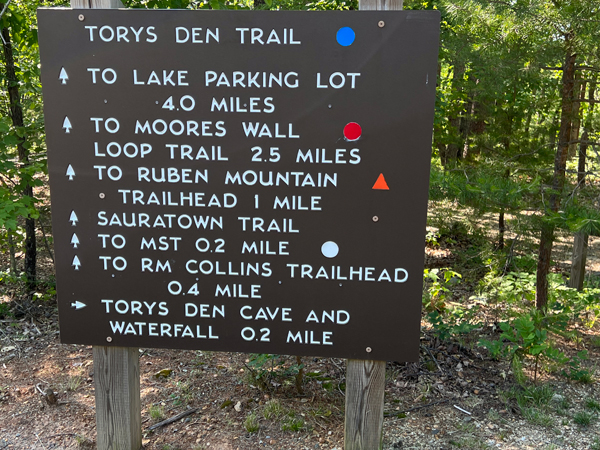 TORYS DEN TRAIL
TO LAKE PARKING LOT
4.0 MILES
TO MOORES WALL
LOOP TRAIL 2.5 MILES
TO RUBEN MOUNTAIN
TRAILHEAD 1 MILE
SAURATOWN TRAIL
TO MST 0.2 MILE
TO RM COLLINS TRAILHEAD
0.4 MILE
TORYS DEN CAVE AND
WATERFALL 0.2 MILE